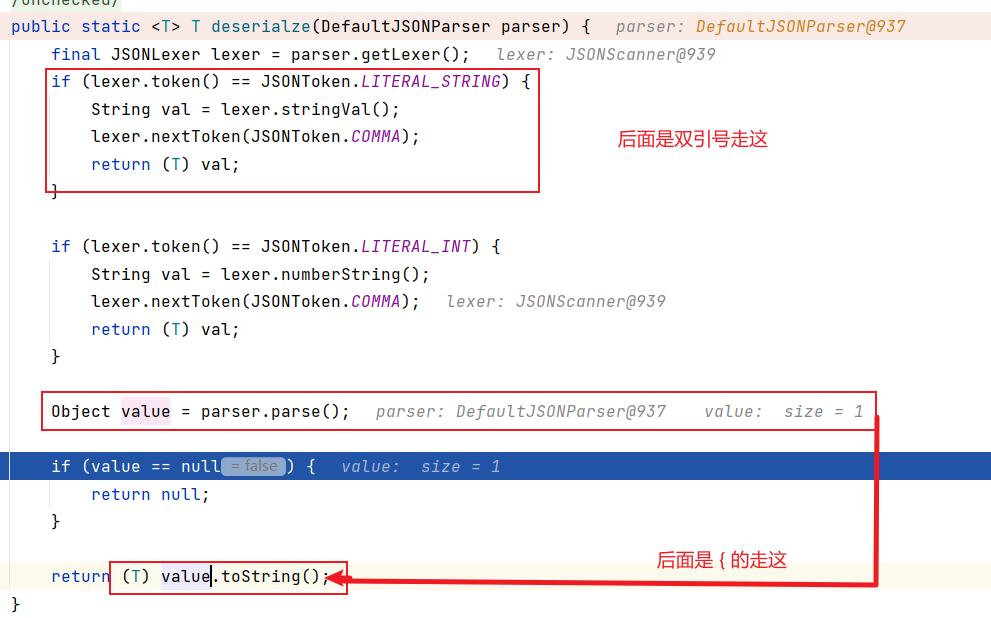 /unchecked/
public static <T> T deserialze(DefaultJSONParser parser) { parser: DefaultJSONParser@937
final JSONLexer lexer = parser.getLexer(); lexer: JSONScanner@939
if (lexer.token() == JSONToken.LITERAL_STRING) {
String val = lexer.stringVal();
lexer.nextToken(JSONToken.COMMA);
后面是双引号走这
return (T) val;
}
if (lexer.token() == JSONToken.LITERAL_INT) {
String val = lexer.numberString();
lexer.nextToken(JSONToken.COMMA); lexer: JSONScanner@939
return (T) val;
}
Object value = parser.parse(); parser: DefaultJSONParser@937 value: size = 1
if (value == null = false ) { value: size = 1
return null;
}
后面是 { 的走这
return (T) value.toString();
}